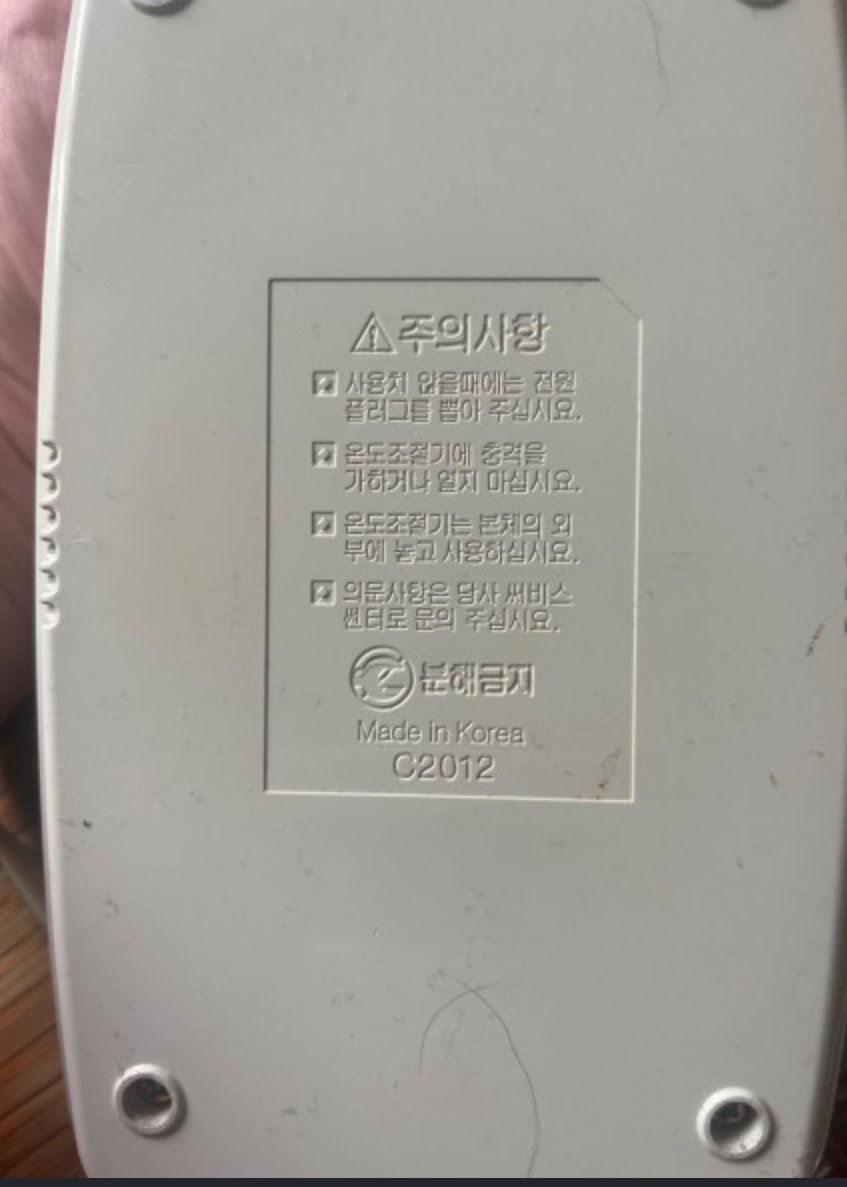 주의사항
사용치 않을때에는 전원
플러그를 뽑아 주십시요.
온도조절기에 충격을
가하거나 열지 마십시요.
온도조절기는 본체의 외
부에 놓고 사용하십시요.
의문사항은 당사 써비스
쎈터로 문의 주십시요.
분해금지
Made in Korea
C2012